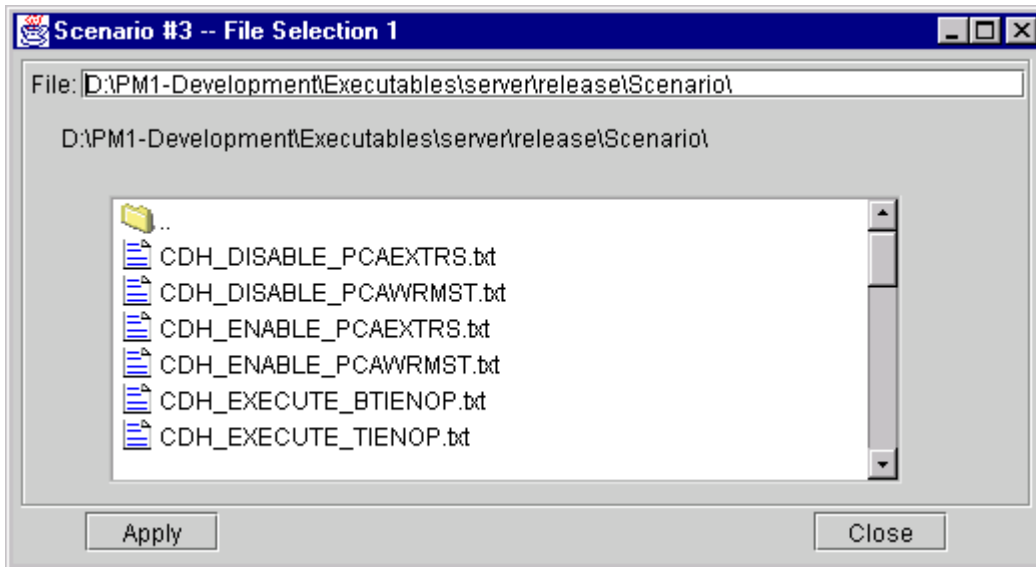 Scenario #3 -- File Selection 1
File: D:\PM1-Development\Executables\server\release\Scenario\
D:\PM1-Development\Executables\server\release\Scenario\
..
CDH_DISABLE_PCAEXTRS.txt
CDH_DISABLE_PCAWRMST.txt
CDH_ENABLE_PCAEXTRS.txt
CDH_ENABLE_PCAWRMST.txt
CDH_EXECUTE_BTIENOP.txt
CDH_EXECUTE_TIENOP.txt
Apply Close